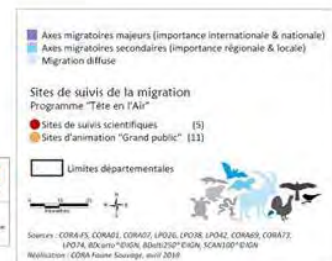 Axes migratoires majeurs (importance internationale & nationale)
Axes migratoires secondaires (importance régionale & locale)
Migration diffuse
Sites de suivis de la migration
Programme "Tête en l'Air"
Sites de suivis scientifiques (5)
Sites d'animation "Grand public" (11)
Limites départementales
Sources : CORA-FS, CORA01, CORA07, LPO26, LPO38, LPO42, CORA69, CORA73,
LPO74, BDcarto®©IGN, BDalti250®©IGN, SCAN100®©IGN
Réalisation : CORA Faune Sauvage, avril 2010